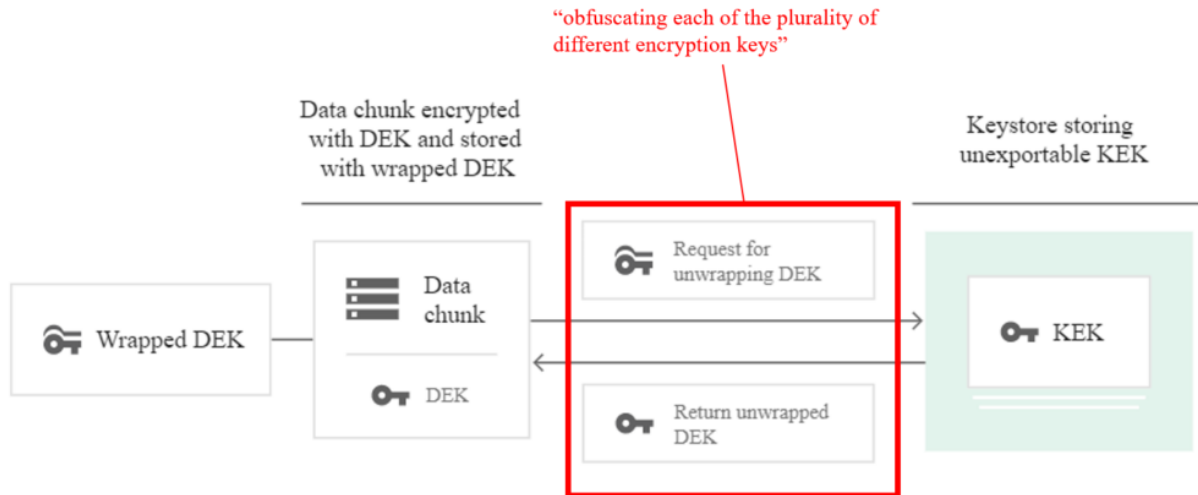 “obfuscating each of the plurality of
different encryption keys”
Data chunk encrypted
with DEK and stored
with wrapped DEK
Keystore storing
unexportable KEK
Wrapped DEK
Data
chunk
DEK
Request for
unwrapping DEK
Return unwrapped
DEK
KEK